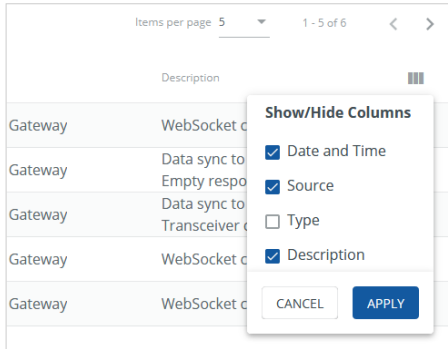 Items per page 5 1 - 5 of 6
Description
Show/Hide Columns
Date and Time
Source
Type
Description
CANCEL APPLY
Gateway WebSocket
Gateway Data sync to
Empty
Gateway Data sync to
Transceiver
Gateway WebSocket
Gateway WebSocket